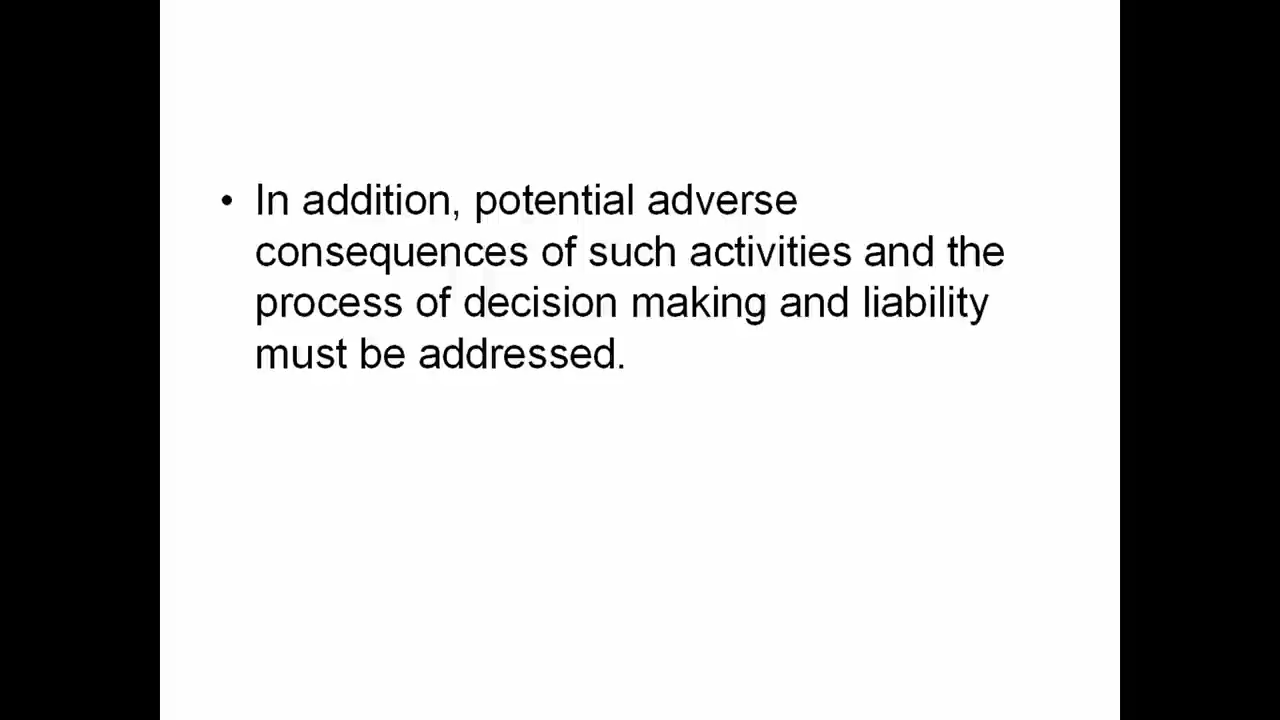 • In addition, potential adverse
consequences of such activities and the
process of decision making and liability
must be addressed.